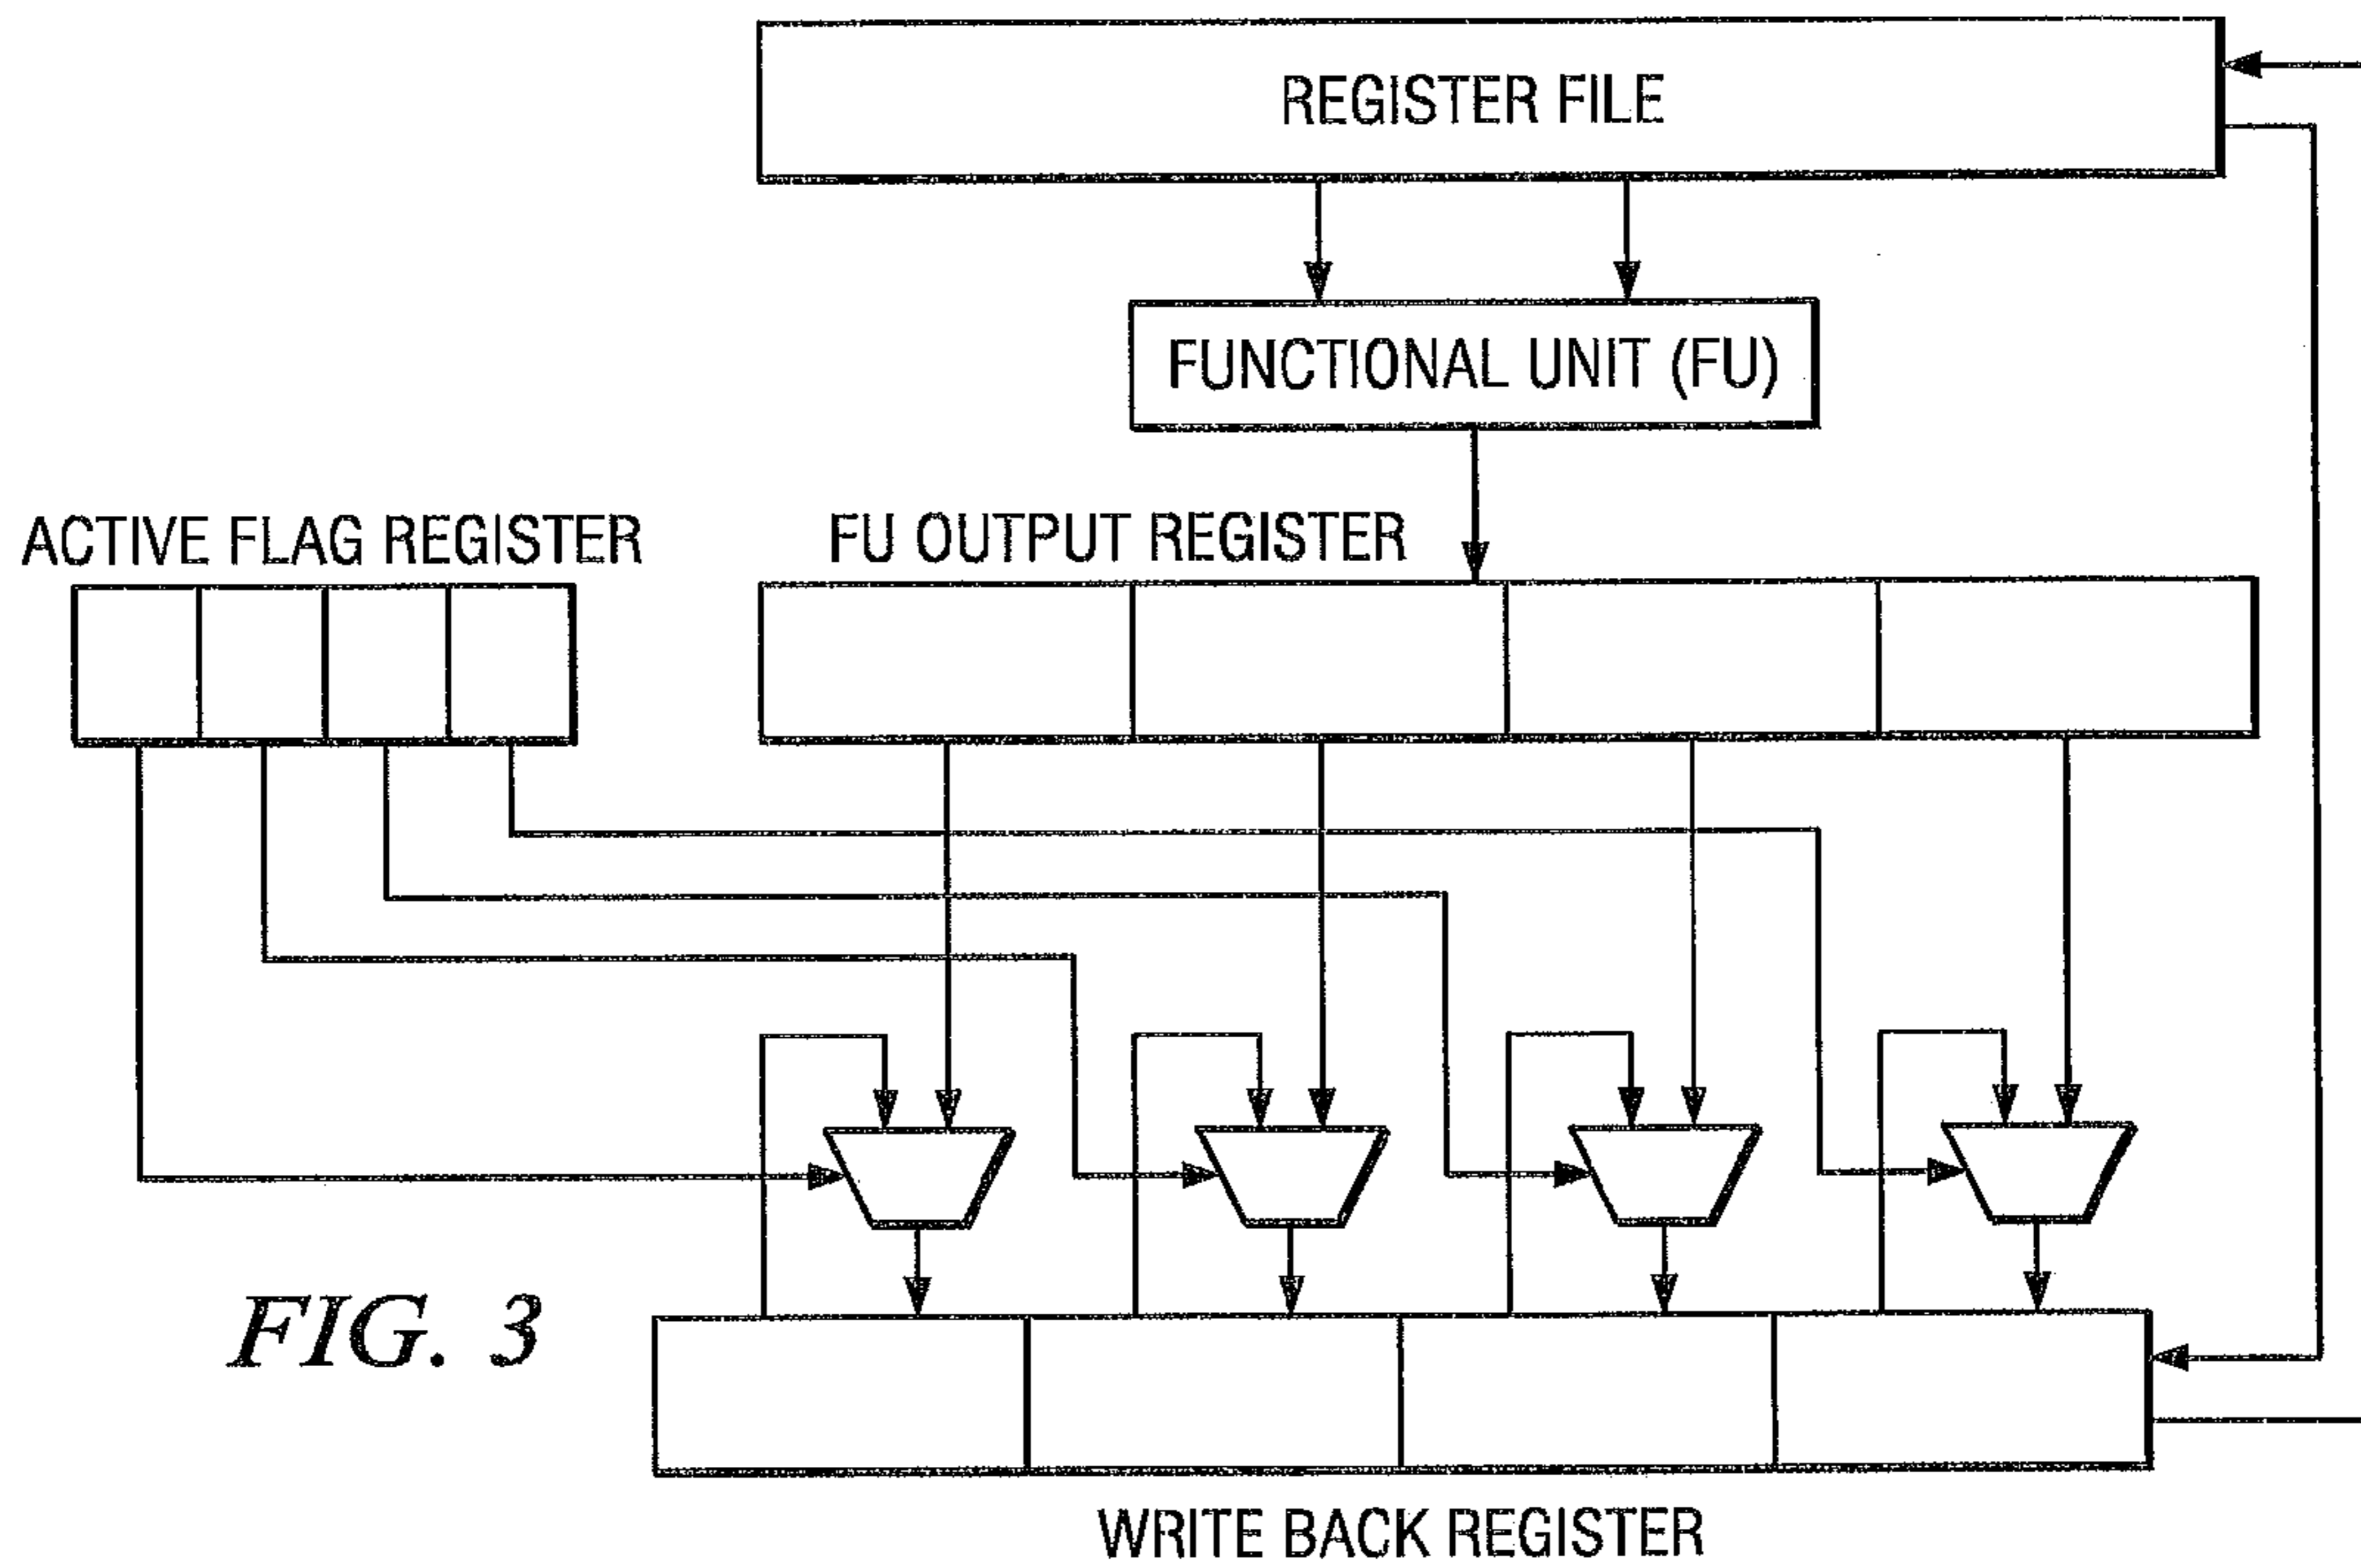 REGISTER FILE
FUNCTIONAL UNIT (FU)
ACTIVE FLAG REGISTER
FU OUTPUT REGISTER
FIG. 3
WRITE BACK REGISTER